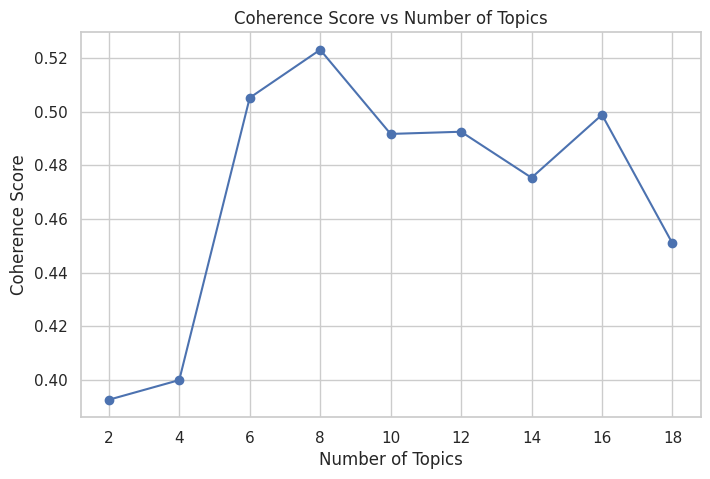 Coherence Score vs Number of Topics
Coherence Score
0.52
0.50
0.48
0.46
0.44
0.42
0.40
2 4 6 8 10 12 14 16 18
Number of Topics